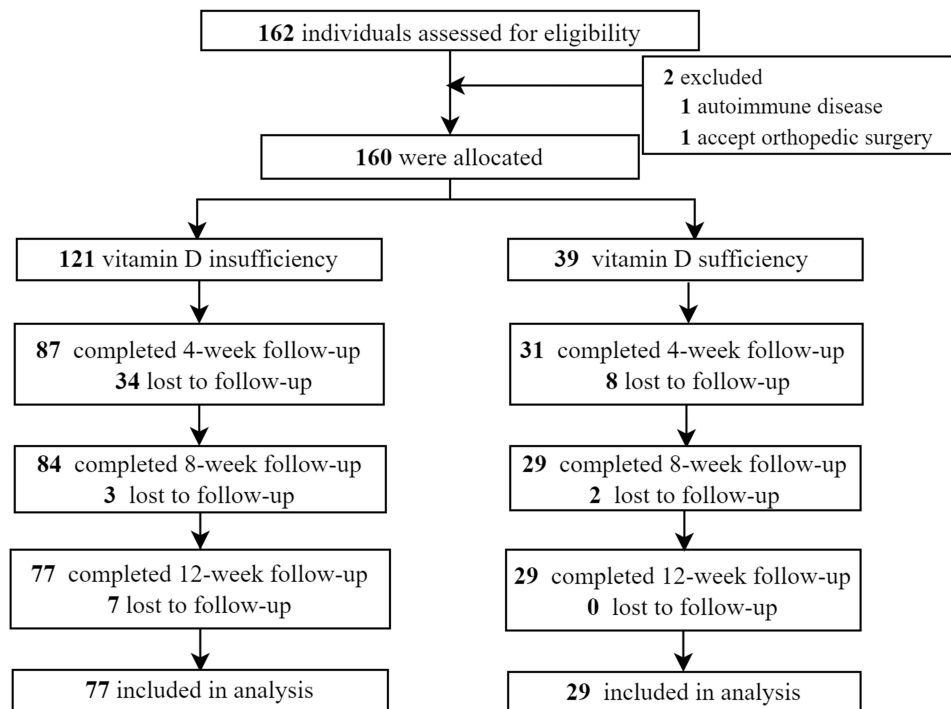 162 individuals assessed for eligibility
2 excluded
1 autoimmune disease
1 accept orthopedic surgery
160 were allocated
121 vitamin D insufficiency
39 vitamin D sufficiency
87 completed 4-week follow-up
34 lost to follow-up
31 completed 4-week follow-up
8 lost to follow-up
84 completed 8-week follow-up
3 lost to follow-up
29 completed 8-week follow-up
2 lost to follow-up
77 completed 12-week follow-up
7 lost to follow-up
29 completed 12-week follow-up
0 lost to follow-up
77 included in analysis
29 included in analysis